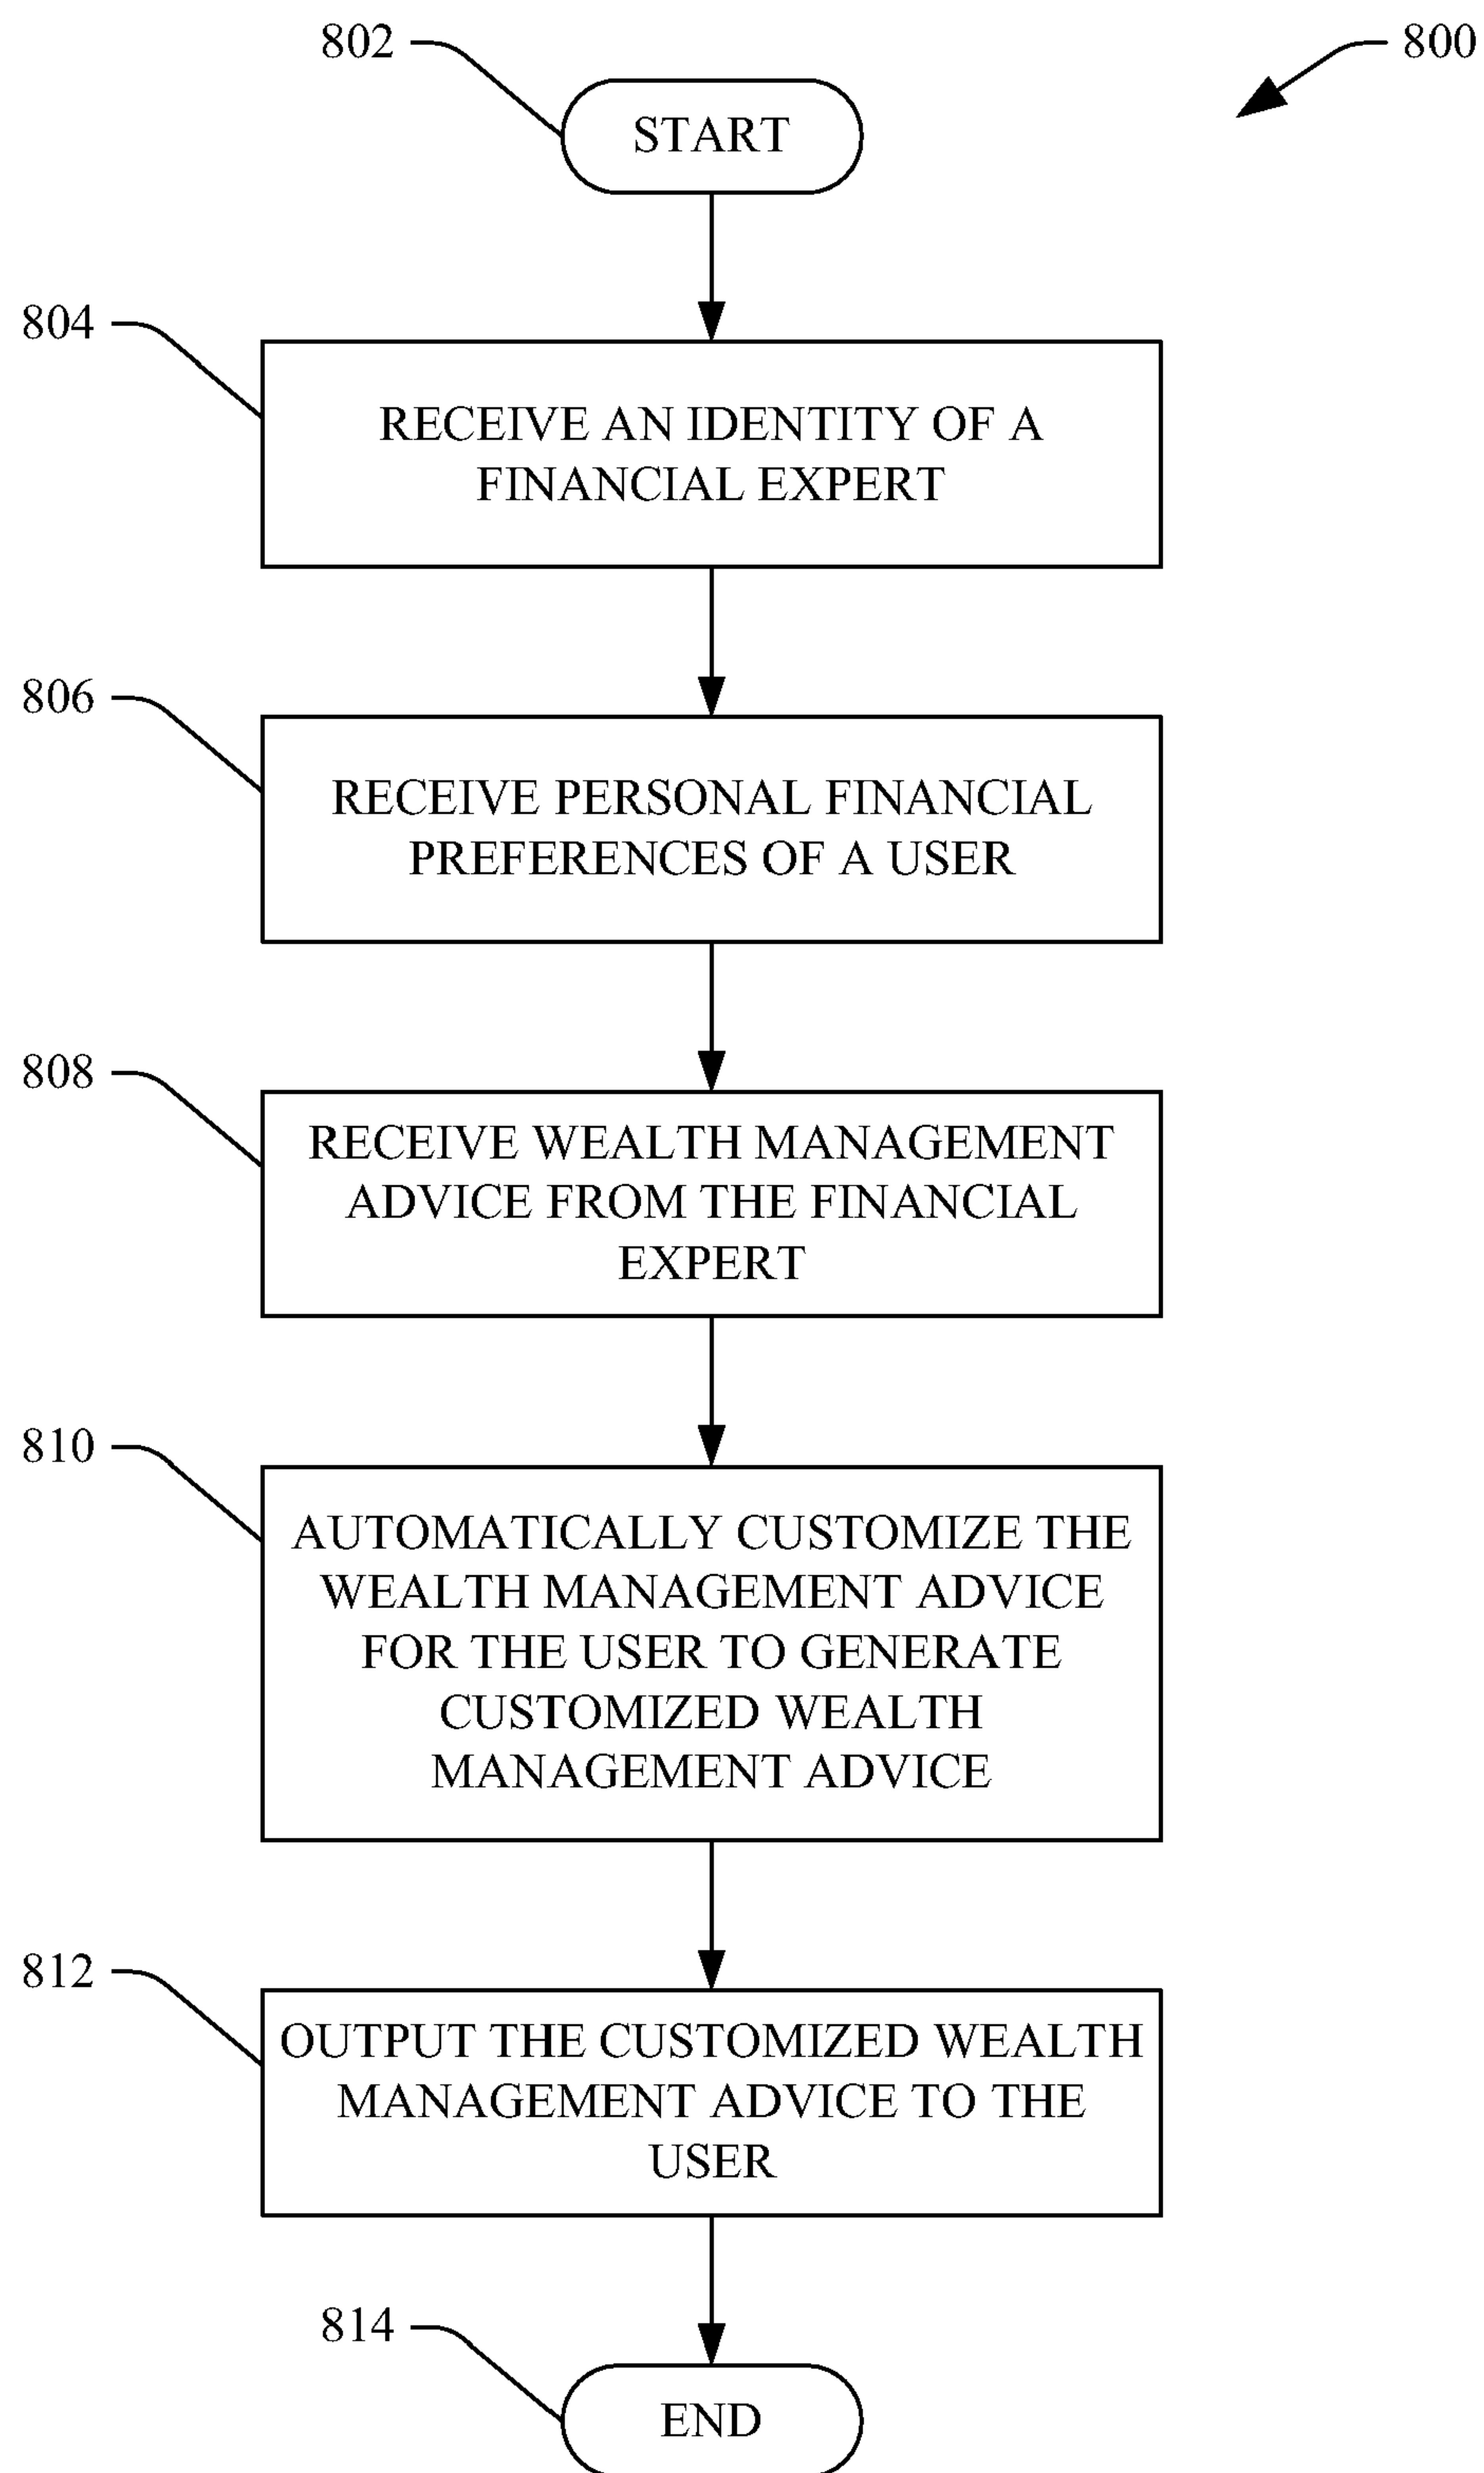 802
800
START
804
RECEIVE AN IDENTITY OF A
FINANCIAL EXPERT
806
RECEIVE PERSONAL FINANCIAL
PREFERENCES OF A USER
808
RECEIVE WEALTH MANAGEMENT
ADVICE FROM THE FINANCIAL
EXPERT
810
AUTOMATICALLY CUSTOMIZE THE
WEALTH MANAGEMENT ADVICE
FOR THE USER TO GENERATE
CUSTOMIZED WEALTH
MANAGEMENT ADVICE
812
OUTPUT THE CUSTOMIZED WEALTH
MANAGEMENT ADVICE TO THE
USER
814
END